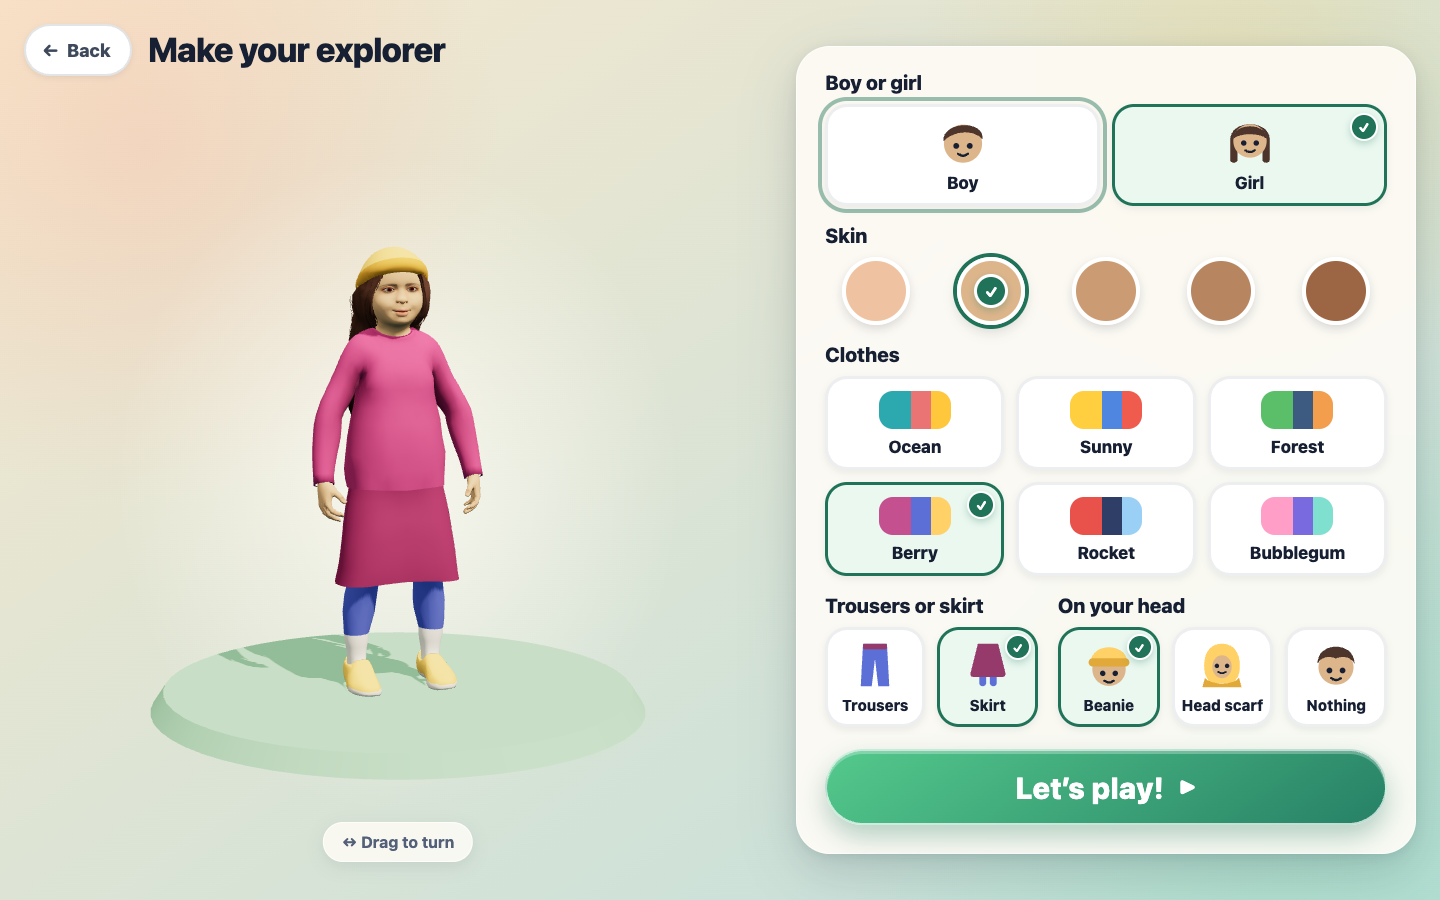 Back
Make your explorer
Boy or girl
Boy
Girl
Skin
Clothes
Ocean
Sunny
Forest
Berry
Rocket
Bubblegum
Trousers or skirt
On your head
Trousers
Skirt
Beanie
Head scarf
Nothing
Let's play!
Drag to turn